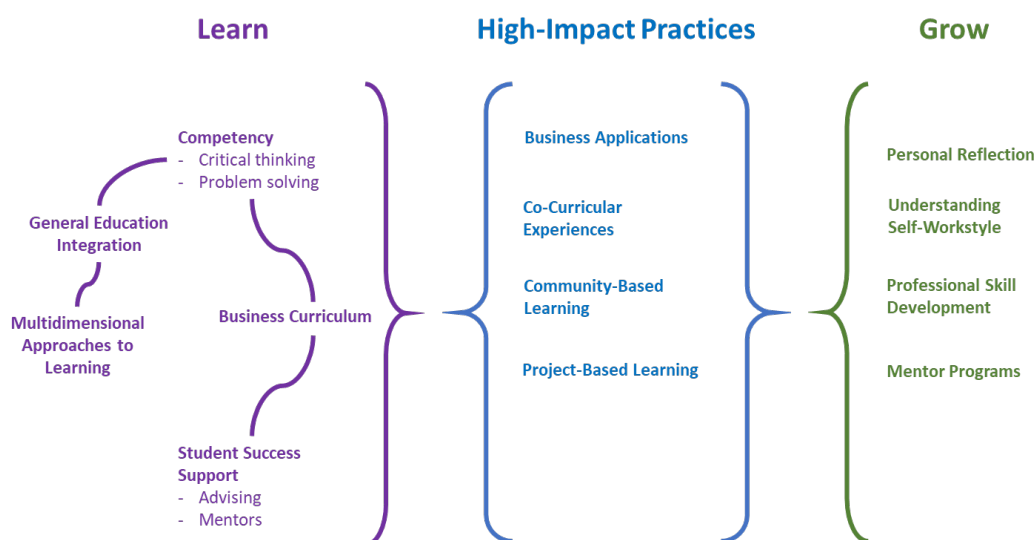 Learn
High-Impact Practices
Grow
Competency
- Critical thinking
- Problem solving
General Education
Integration
Multidimensional
Approaches to
Learning
Business Curriculum
Student Success
Support
- Advising
- Mentors
Business Applications
Co-Curricular
Experiences
Community-Based
Learning
Project-Based Learning
Personal Reflection
Understanding
Self-Workstyle
Professional Skill
Development
Mentor Programs